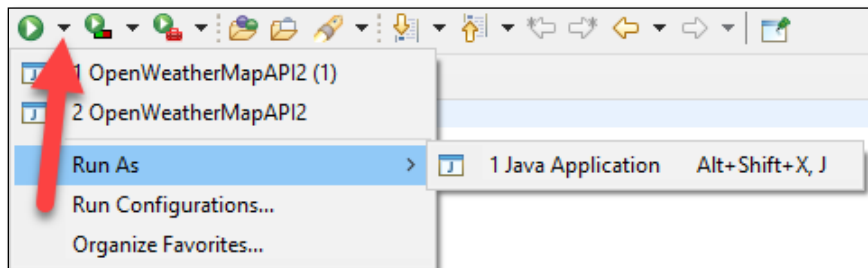 1 OpenWeatherMapAPI2 (1)
2 OpenWeatherMapAPI2
Run As
1 Java Application Alt+Shift+X, J
Run Configurations...
Organize Favorites...